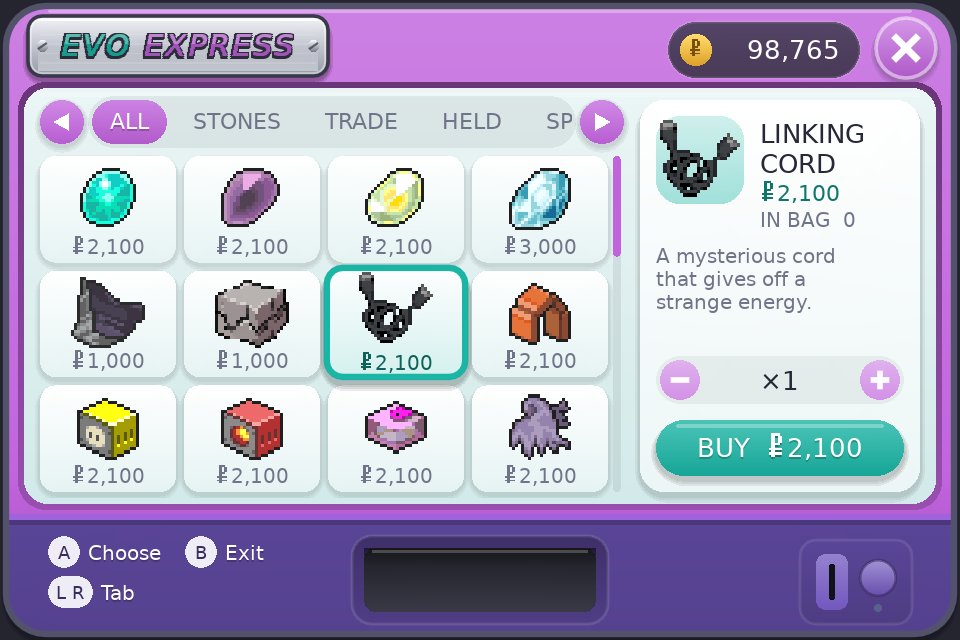 EVO EXPRESS
₽ 98,765
ALL STONES TRADE HELD SP
₽2,100 ₽2,100 ₽2,100 ₽3,000
₽1,000 ₽1,000 ₽2,100 ₽2,100
₽2,100 ₽2,100 ₽2,100 ₽2,100
LINKING
CORD
₽2,100
IN BAG 0
A mysterious cord
that gives off a
strange energy.
×1
BUY ₽2,100
A Choose B Exit
L R Tab